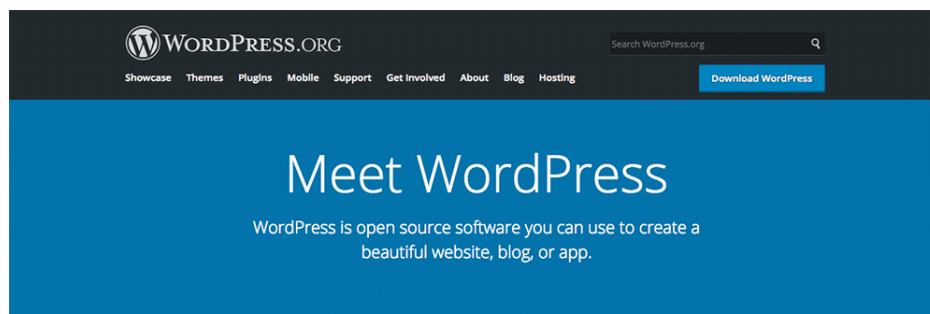 WORDPRESS.ORG
Search WordPress.org
Showcase Themes Plugins Mobile Support Get Involved About Blog Hosting
Download WordPress
Meet WordPress
WordPress is open source software you can use to create a
beautiful website, blog, or app.